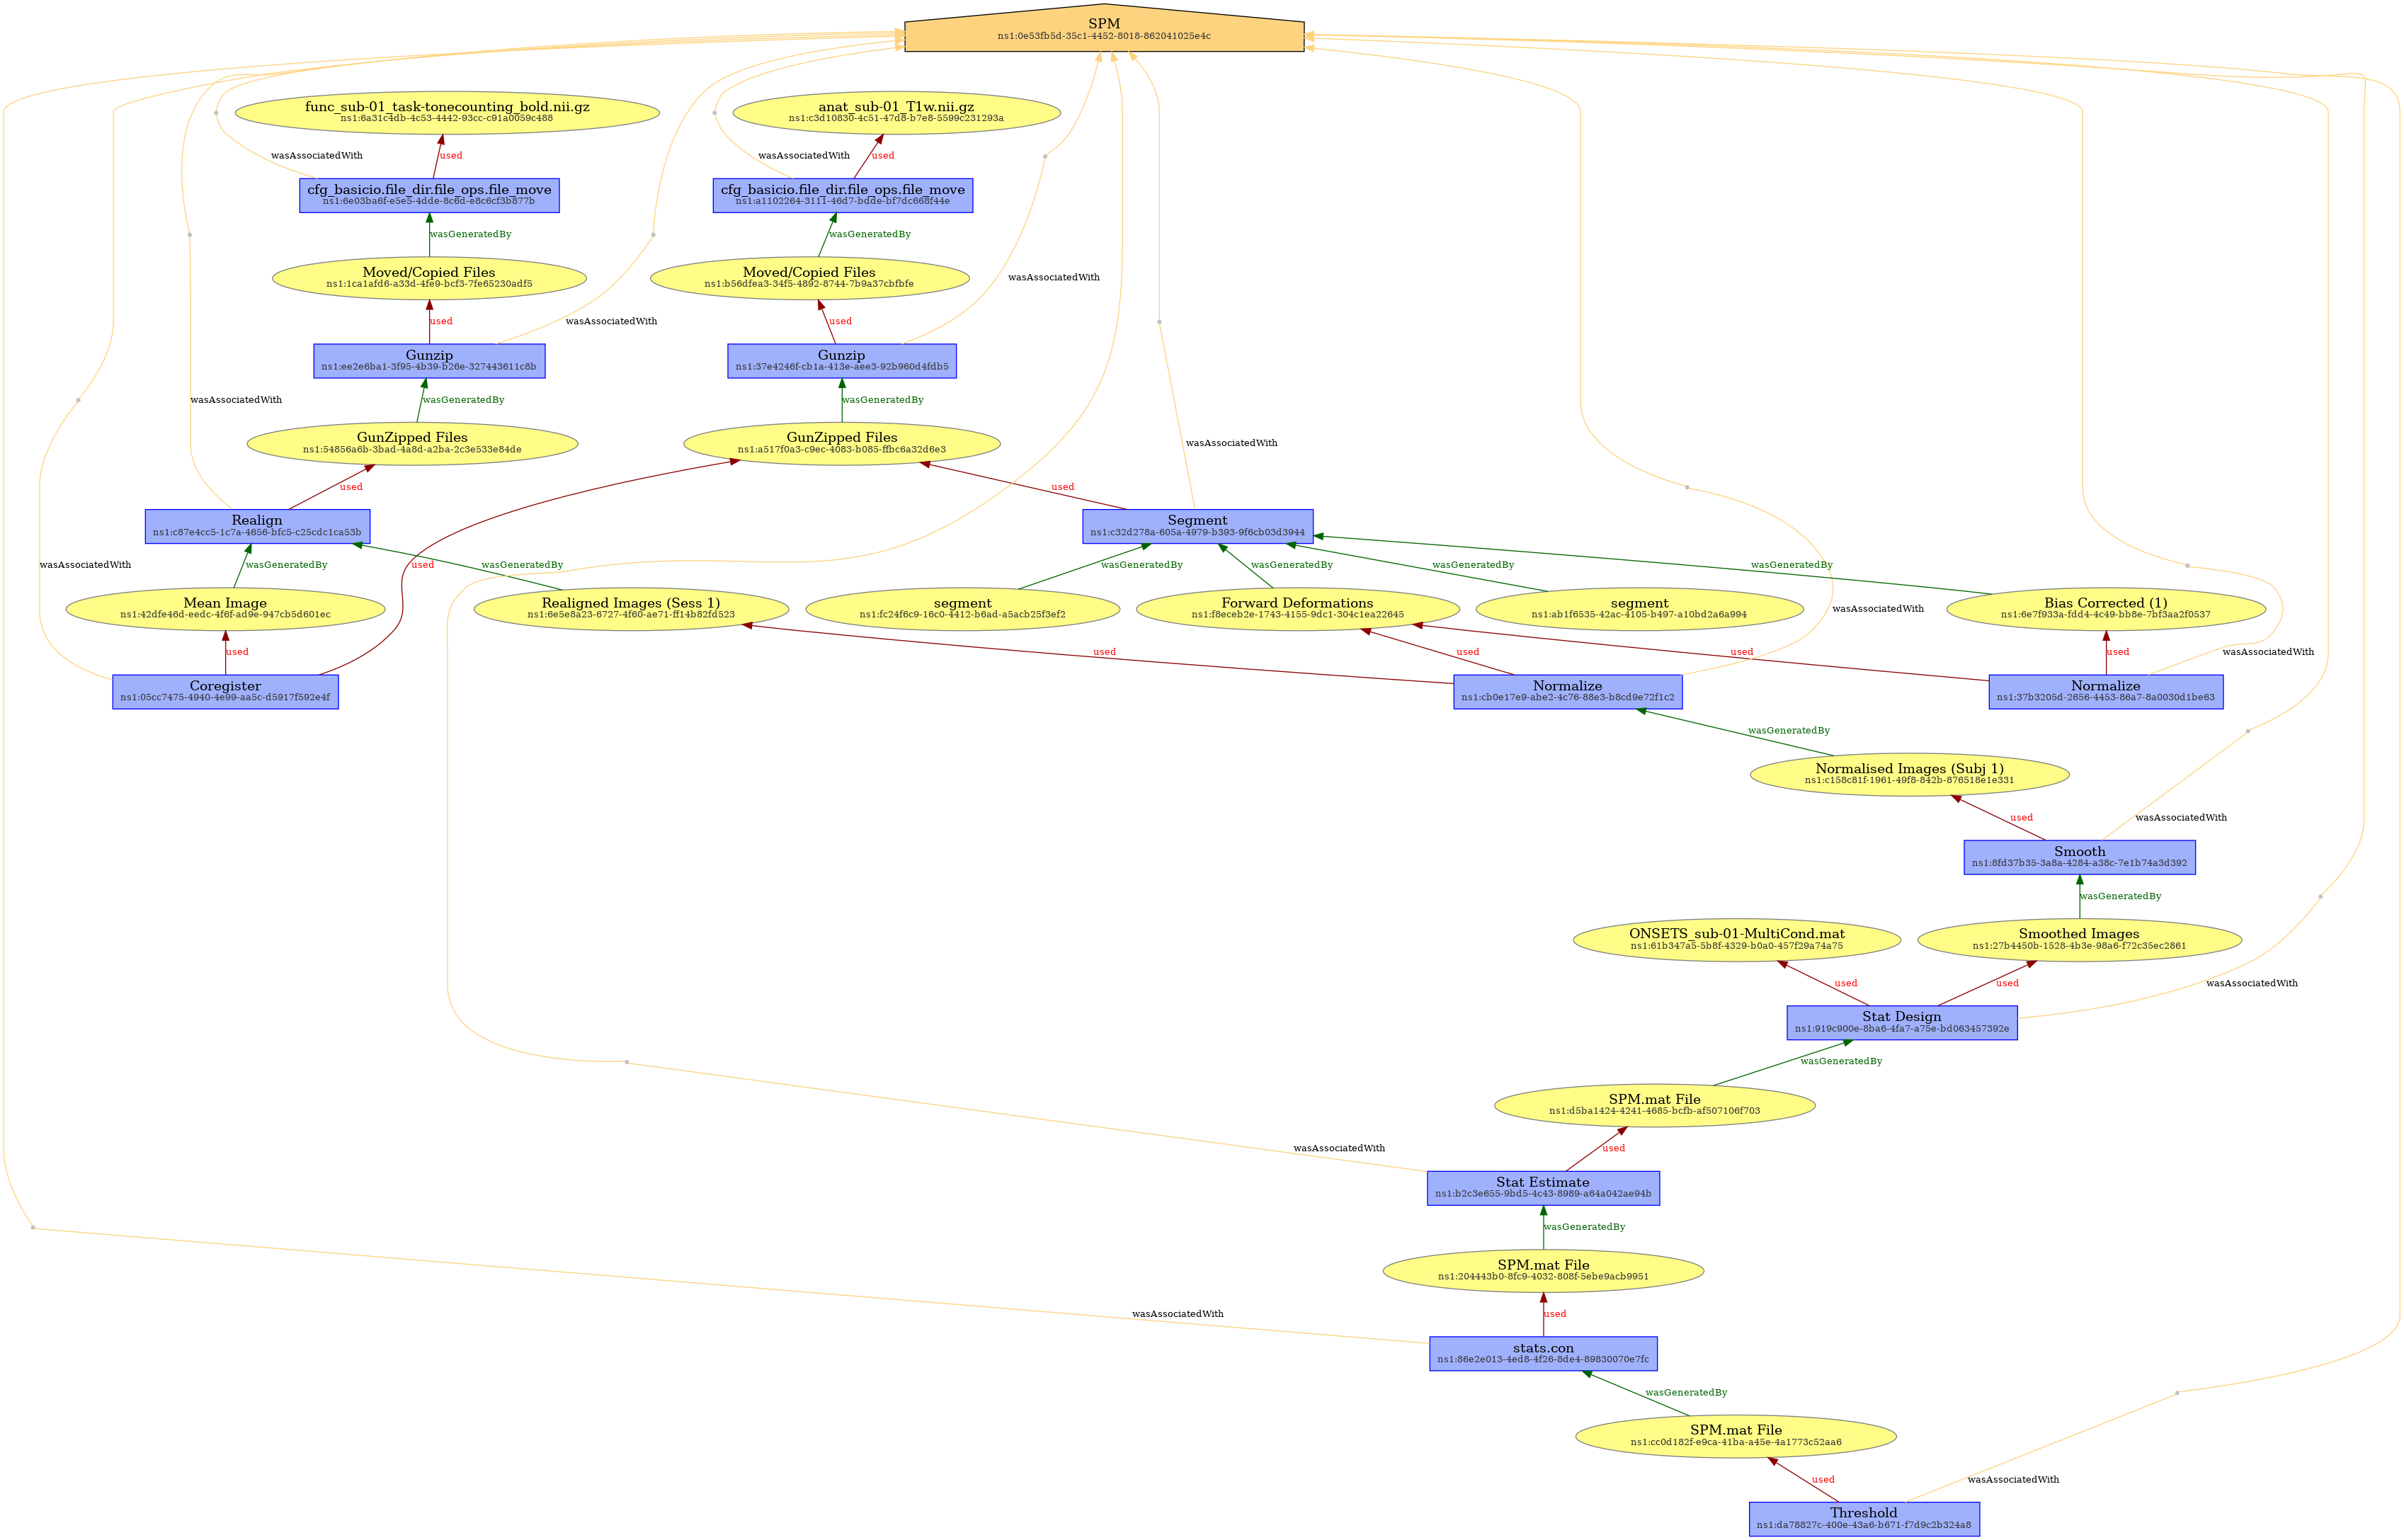 SPM
ns1:0e53fb5d-35c1-4452-8018-862041025e4c
func_sub-01_task-tonecounting_bold.nii.gz
ns1:6a31c4db-4c53-4442-93cc-c91a0059c488
anat_sub-01_T1w.nii.gz
ns1:c3d10830-4c51-47d8-b7e8-5599c231293a
wasAssociatedWith
used
wasAssociatedWith
used
cfg_basicio.file_dir.file_ops.file_move
ns1:6e03ba6f-e5e5-4dde-8c6d-e8c6cf3b877b
cfg_basicio.file_dir.file_ops.file_move
ns1:a1102264-3111-46d7-bdde-bf7dc668f44e
wasGeneratedBy
wasGeneratedBy
Moved/Copied Files
ns1:1ca1afd6-a33d-4fe9-bcf3-7fe65230adf5
Moved/Copied Files
ns1:b56dfea3-34f5-4892-8744-7b9a37cbfbfe
wasAssociatedWith
used
wasAssociatedWith
used
Gunzip
ns1:ee2e6ba1-3f95-4b39-b26e-327443611c8b
Gunzip
ns1:37e4246f-cb1a-413e-aee3-92b960d4fdb5
wasAssociatedWith
wasGeneratedBy
wasGeneratedBy
GunZipped Files
ns1:54856a6b-3bad-4a8d-a2ba-2c3e533e84de
GunZipped Files
ns1:a517f0a3-c9ec-4083-b085-ffbc6a32d6e3
wasAssociatedWith
used
used
Realign
ns1:c87e4cc5-1c7a-4656-bfc5-c25cdc1ca53b
Segment
ns1:c32d278a-605a-4979-b393-9f6cb03d3944
wasAssociatedWith
wasGeneratedBy
used
wasGeneratedBy
wasGeneratedBy
wasGeneratedBy
wasGeneratedBy
wasGeneratedBy
Mean Image
ns1:42dfe46d-eedc-4f6f-ad9e-947cb5d601ec
Realigned Images (Sess 1)
ns1:6e5e8a23-6727-4f60-ae71-ff14b82fd523
segment
ns1:fc24f6c9-16c0-4412-b6ad-a5acb25f3ef2
Forward Deformations
ns1:f8eceb2e-1743-4155-9dc1-304c1ea22645
segment
ns1:ab1f6535-42ac-4105-b497-a10bd2a6a994
Bias Corrected (1)
ns1:6e7f933a-fdd4-4c49-bb8e-7bf3aa2f0537
wasAssociatedWith
used
used
used
used
used
wasAssociatedWith
Coregister
ns1:05cc7475-4940-4e99-aa5c-d5917f592e4f
Normalize
ns1:cb0e17e9-abe2-4c76-88e3-b8cd9e72f1c2
Normalize
ns1:37b3205d-2656-4453-86a7-8a0030d1be63
wasGeneratedBy
Normalised Images (Subj 1)
ns1:c158c81f-1961-49f8-842b-876518e1e331
used
wasAssociatedWith
Smooth
ns1:8fd37b35-3a8a-4284-a38c-7e1b74a3d392
wasGeneratedBy
ONSETS_sub-01-MultiCond.mat
ns1:61b347a5-5b8f-4329-b0a0-457f29a74a75
Smoothed Images
ns1:27b4450b-1528-4b3e-98a6-f72c35ec2861
used
used
wasAssociatedWith
Stat Design
ns1:919c900e-8ba6-4fa7-a75e-bd063457392e
wasGeneratedBy
SPM.mat File
ns1:d5ba1424-4241-4685-bcfb-af507106f703
wasAssociatedWith
used
Stat Estimate
ns1:b2c3e655-9bd5-4c43-8989-a64a042ae94b
wasGeneratedBy
SPM.mat File
ns1:204443b0-8fc9-4032-808f-5ebe9acb9951
wasAssociatedWith
used
stats.con
ns1:86e2e013-4ed8-4f26-8de4-89830070e7fc
wasGeneratedBy
SPM.mat File
ns1:cc0d182f-e9ca-41ba-a45e-4a1773c52aa6
used
wasAssociatedWith
Threshold
ns1:da78827c-400e-43a6-b671-f7d9c2b324a8